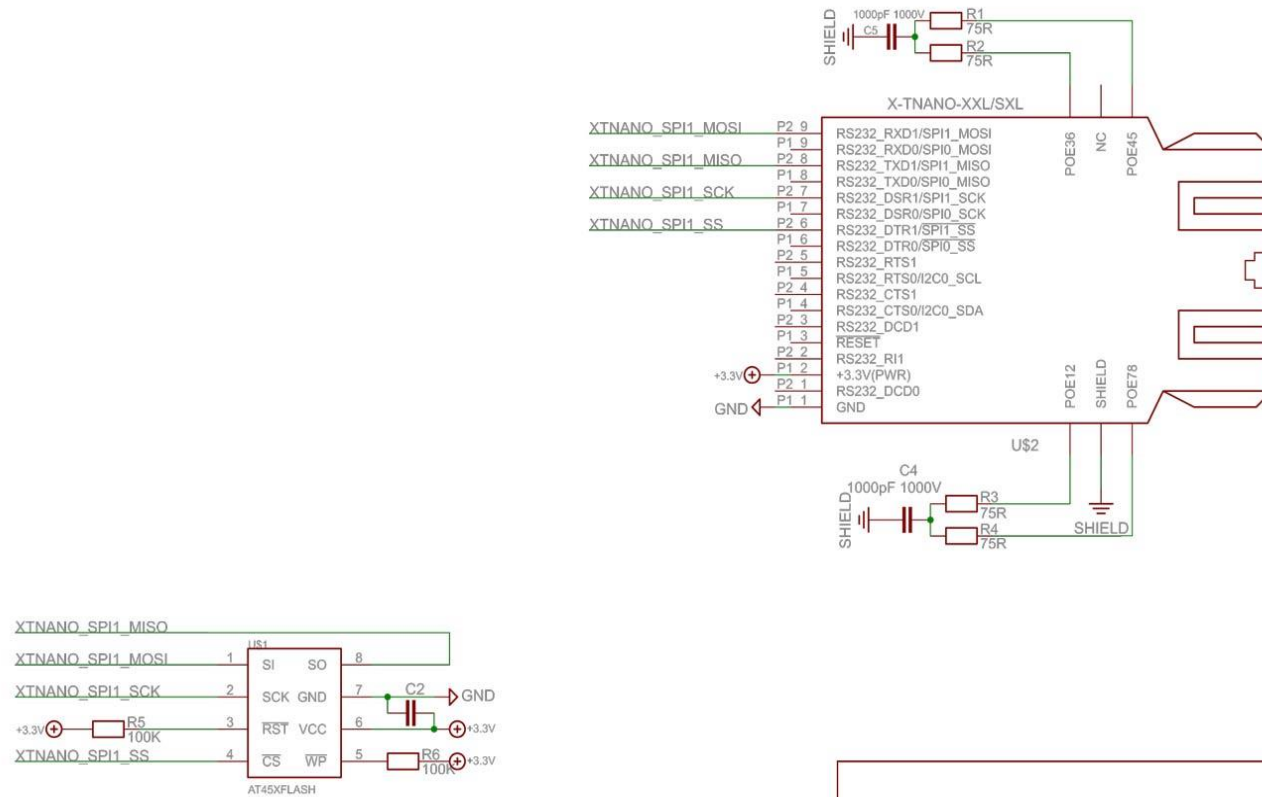 1000pF 1000V
C5
SHIELD
R1
75R
R2
75R
X-TNANO-XXL/SXL
XTNANO_SPI1_MOSI P2 9 RS232_RXD1/SPI1_MOSI
P1 9 RS232_RXD0/SPI0_MOSI
XTNANO_SPI1_MISO P2 8 RS232_TXD1/SPI1_MISO
P1 8 RS232_TXD0/SPI0_MISO
XTNANO_SPI1_SCK P2 7 RS232_DSR1/SPI1_SCK
P1 7 RS232_DSR0/SPI0_SCK
XTNANO_SPI1_SS P2 6 RS232_DTR1/SPI1_SS
P1 6 RS232_DTR0/SPI0_SS
P2 5 RS232_RTS1
P1 5 RS232_RTS0/I2C0_SCL
P2 4 RS232_CTS1
P1 4 RS232_CTS0/I2C0_SDA
P2 3 RS232_DCD1
P1 3 RESET
P2 2 RS232_RI1
+3.3V P1 2 +3.3V(PWR)
P2 1 RS232_DCD0
GND P1 1 GND
POE36
NC
POE45
POE12
SHIELD
POE78
U$2
C4
1000pF 1000V
SHIELD
R3
75R
R4
75R
SHIELD
XTNANO_SPI1_MISO
U$1
XTNANO_SPI1_MOSI 1 SI SO 8
XTNANO_SPI1_SCK 2 SCK GND 7 C2 GND
+3.3V R5 100K 3 RST VCC 6 +3.3V
XTNANO_SPI1_SS 4 CS WP 5 R6 100K +3.3V
AT45XFLASH